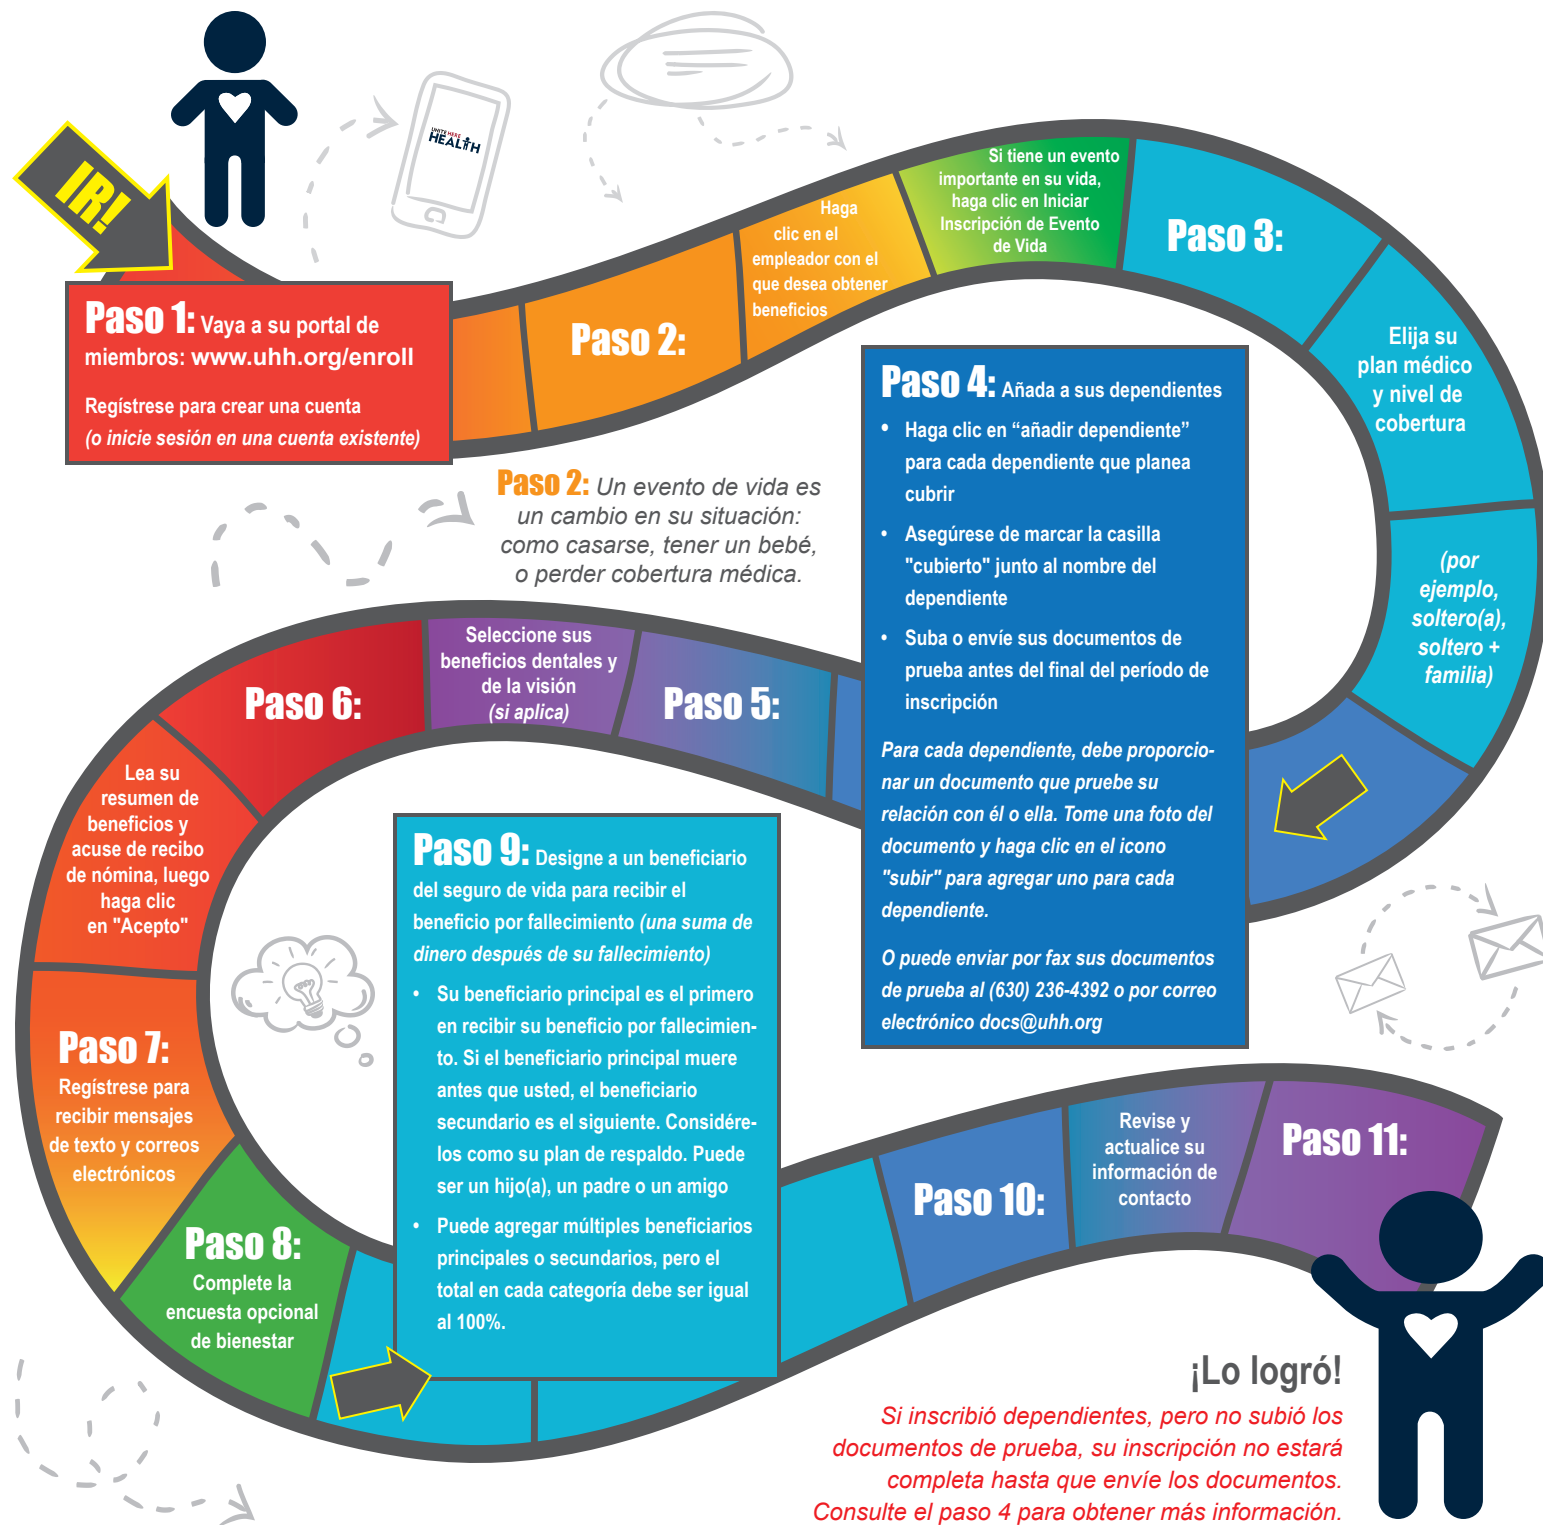 IR!
UNITE HERE
HEALTH
Paso 1: Vaya a su portal de
miembros: www.uhh.org/enroll
Regístrese para crear una cuenta
(o inicie sesión en una cuenta existente)
Paso 2:
Haga
clic en el
empleador con el
que desea obtener
beneficios
Si tiene un evento
importante en su vida,
haga clic en Iniciar
Inscripción de Evento
de Vida
Paso 2: Un evento de vida es
un cambio en su situación:
como casarse, tener un bebé,
o perder cobertura médica.
Paso 3:
Elija su
plan médico
y nivel de
cobertura
(por
ejemplo,
soltero(a),
soltero +
familia)
Paso 4: Añada a sus dependientes
• Haga clic en “añadir dependiente”
para cada dependiente que planea
cubrir
• Asegúrese de marcar la casilla
"cubierto" junto al nombre del
dependiente
• Suba o envíe sus documentos de
prueba antes del final del período de
inscripción
Para cada dependiente, debe proporcio-
nar un documento que pruebe su
relación con él o ella. Tome una foto del
documento y haga clic en el icono
"subir" para agregar uno para cada
dependiente.
O puede enviar por fax sus documentos
de prueba al (630) 236-4392 o por correo
electrónico docs@uhh.org
Paso 5:
Seleccione sus
beneficios dentales y
de la visión
(si aplica)
Paso 6:
Lea su
resumen de
beneficios y
acuse de recibo
de nómina, luego
haga clic
en "Acepto"
Paso 7:
Regístrese para
recibir mensajes
de texto y correos
electrónicos
Paso 8:
Complete la
encuesta opcional
de bienestar
Paso 9: Designe a un beneficiario
del seguro de vida para recibir el
beneficio por fallecimiento (una suma de
dinero después de su fallecimiento)
• Su beneficiario principal es el primero
en recibir su beneficio por fallecimien-
to. Si el beneficiario principal muere
antes que usted, el beneficiario
secundario es el siguiente. Considére-
los como su plan de respaldo. Puede
ser un hijo(a), un padre o un amigo
• Puede agregar múltiples beneficiarios
principales o secundarios, pero el
total en cada categoría debe ser igual
al 100%.
Paso 10:
Revise y
actualice su
información de
contacto
Paso 11:
¡Lo logró!
Si inscribió dependientes, pero no subió los
documentos de prueba, su inscripción no estará
completa hasta que envíe los documentos.
Consulte el paso 4 para obtener más información.